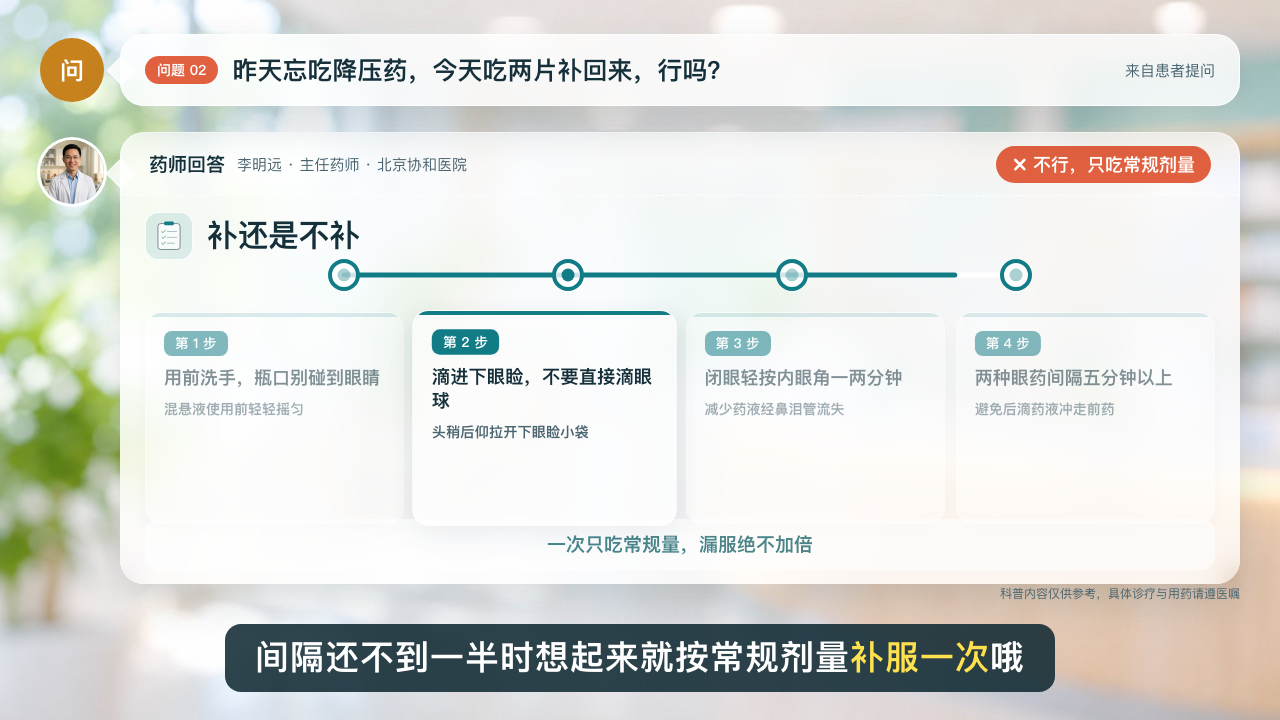 问
问题 02
昨天忘吃降压药，今天吃两片补回来，行吗？
来自患者提问
药师回答
李明远 · 主任药师 · 北京协和医院
✕ 不行，只吃常规剂量
补还是不补
第 1 步
用前洗手，瓶口别碰到眼睛
混悬液使用前轻轻摇匀
第 2 步
滴进下眼睑，不要直接滴眼
球
头稍后仰拉开下眼睑小袋
第 3 步
闭眼轻按内眼角一两分钟
减少药液经鼻泪管流失
第 4 步
两种眼药间隔五分钟以上
避免后滴药液冲走前药
一次只吃常规量，漏服绝不加倍
科普内容仅供参考，具体诊疗与用药请遵医嘱
间隔还不到一半时想起来就按常规剂量补服一次哦